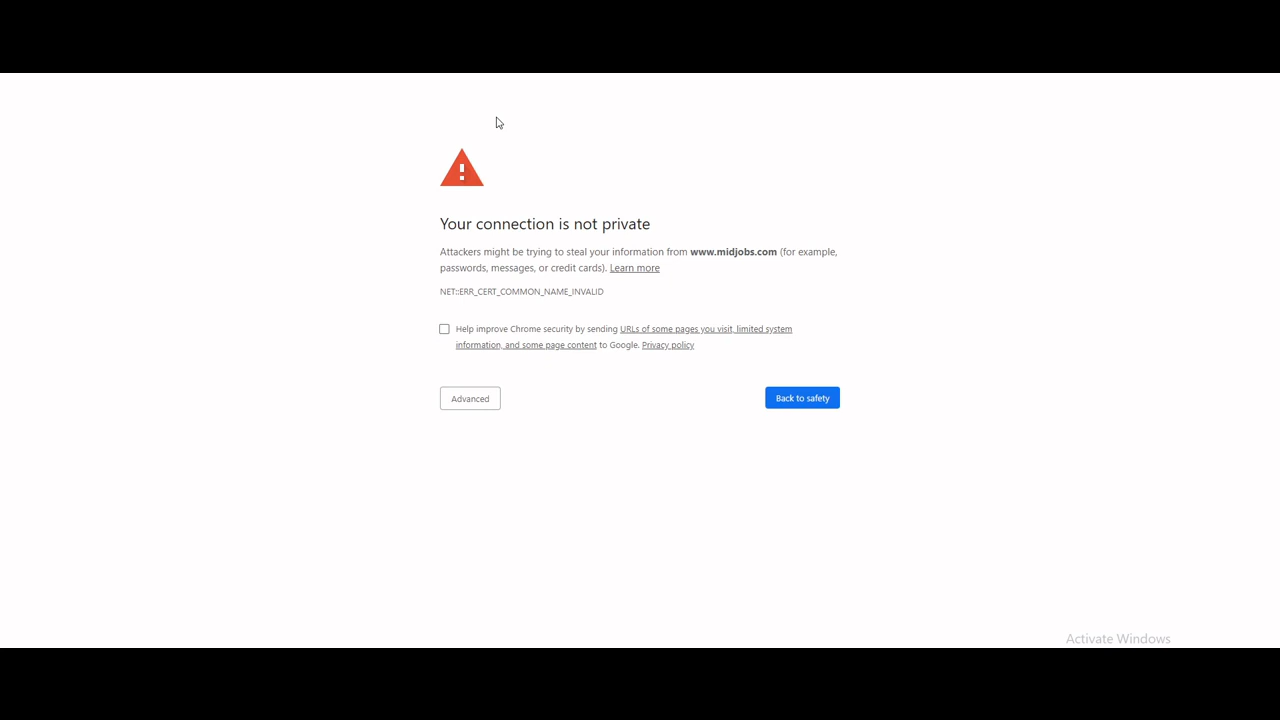 Your connection is not private
Attackers might be trying to steal your information from www.midjobs.com (for example,
passwords, messages, or credit cards). Learn more
NET::ERR_CERT_COMMON_NAME_INVALID
Help improve Chrome security by sending URLs of some pages you visit, limited system
information, and some page content to Google. Privacy policy
Advanced
Back to safety
Activate Windows